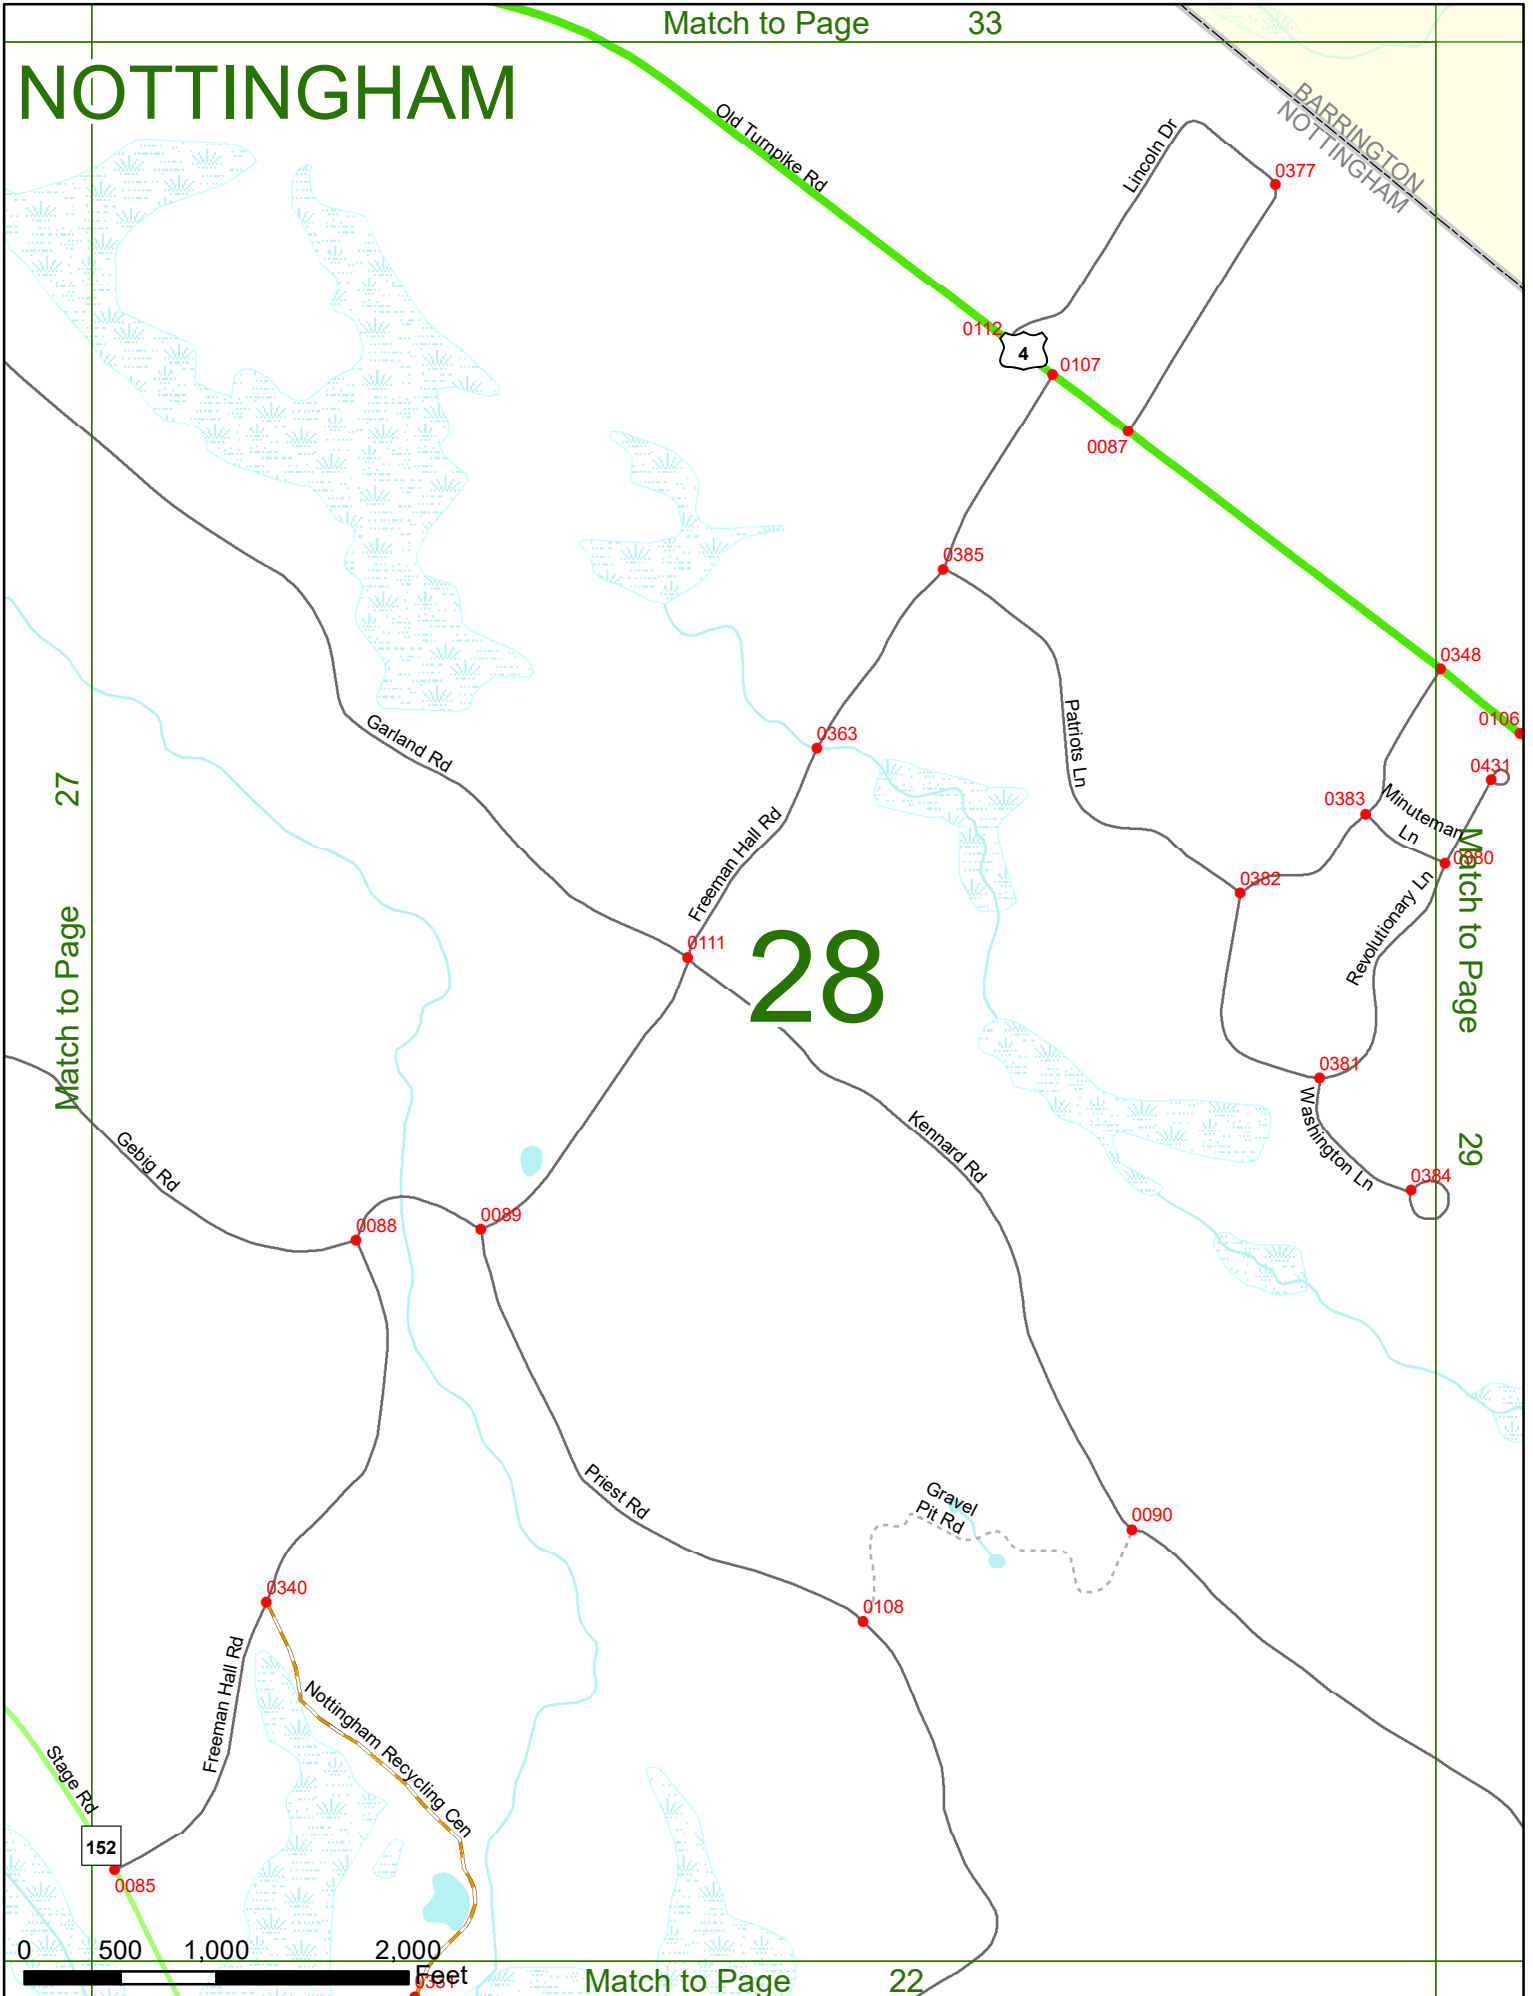 Match to Page 33
NOTTINGHAM
BARRINGTON
NOTTINGHAM
Old Turnpike Rd
Lincoln Dr
0377
0112
4
0107
0087
0385
0348
0106
Patriots Ln
0431
0363
Garland Rd
27
Match to Page
0383
Minuteman
Ln
0380
Match to Page
29
Freeman Hall Rd
0382
Revolutionary Ln
0111
28
0381
Washington Ln
Kennard Rd
Gebig Rd
0384
0088
0089
Priest Rd
Gravel
Pit Rd
0090
0340
0108
Freeman Hall Rd
Nottingham Recycling Cen
Stage Rd
152
0085
0 500 1,000 2,000
Feet
0331
Match to Page 22